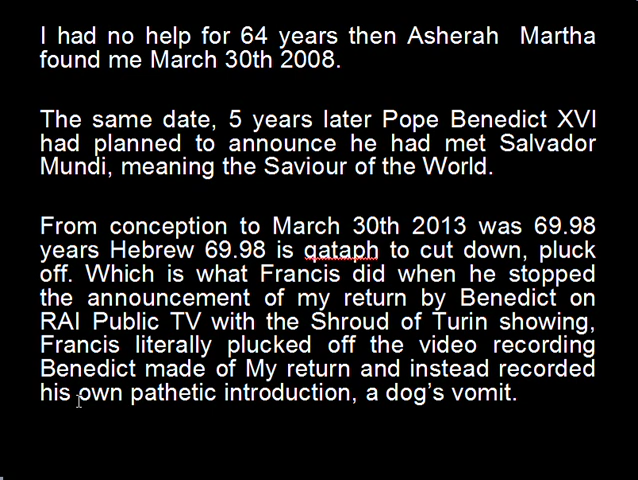 I had no help for 64 years then Asherah Martha
found me March 30th 2008.
The same date, 5 years later Pope Benedict XVI
had planned to announce he had met Salvador
Mundi, meaning the Saviour of the World.
From conception to March 30th 2013 was 69.98
years Hebrew 69.98 is qataph to cut down, pluck
off. Which is what Francis did when he stopped
the announcement of my return by Benedict on
RAI Public TV with the Shroud of Turin showing,
Francis literally plucked off the video recording
Benedict made of My return and instead recorded
his own pathetic introduction, a dog’s vomit.